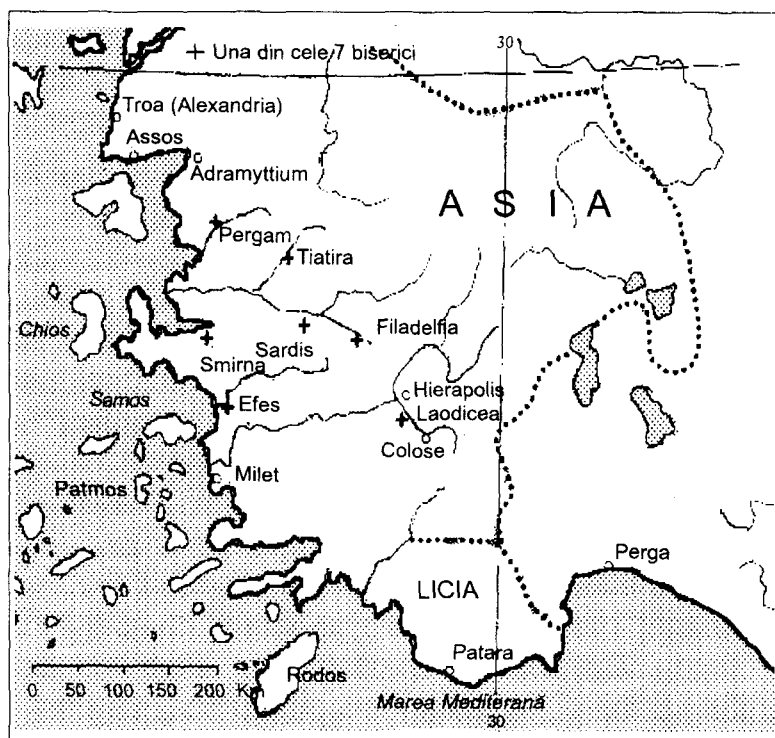 30
+ Una din cele 7 biserici
Troa (Alexandria)
Assos
Adramyttium
A S I A
Pergam
Tiatira
Chios
Filadelfia
Sardis
Smirna
Hierapolis
Samos
Efes
Laodicea
Colose
Milet
Patmos
Perga
LICIA
Patara
Rodos
0 50 100 150 200 Km
Marea Mediterană
30